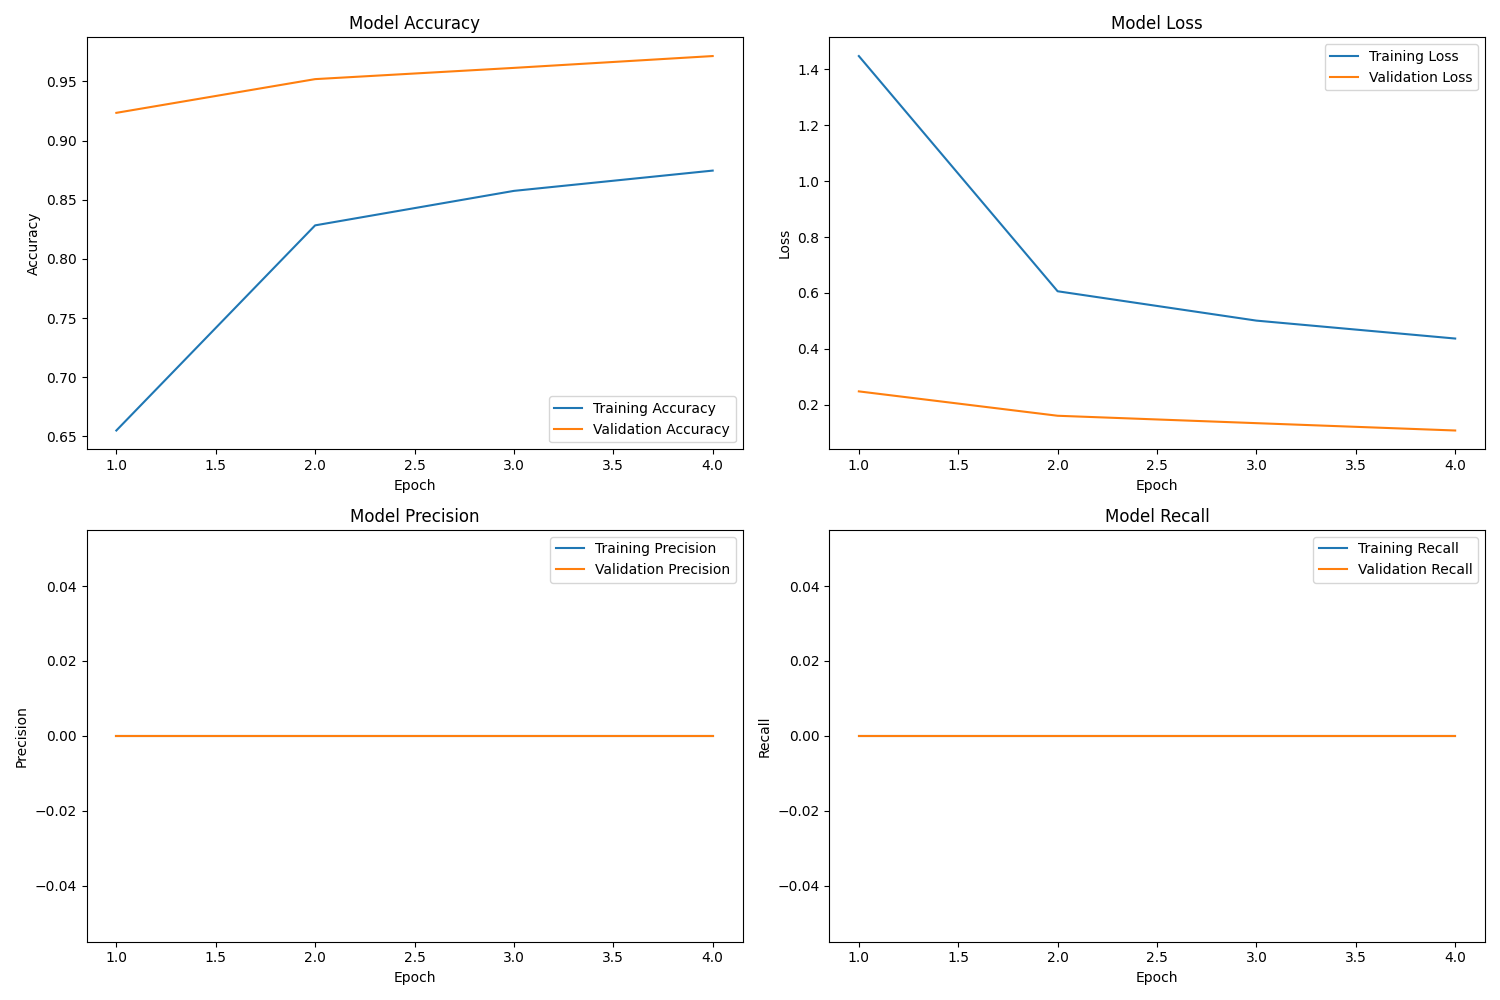 Model Accuracy
Accuracy
0.95
0.90
0.85
0.80
0.75
0.70
0.65
Training Accuracy
Validation Accuracy
1.0 1.5 2.0 2.5 3.0 3.5 4.0
Epoch
Model Loss
Loss
1.4
1.2
1.0
0.8
0.6
0.4
0.2
Training Loss
Validation Loss
1.0 1.5 2.0 2.5 3.0 3.5 4.0
Epoch
Model Precision
Precision
0.04
0.02
0.00
−0.02
−0.04
Training Precision
Validation Precision
1.0 1.5 2.0 2.5 3.0 3.5 4.0
Epoch
Model Recall
Recall
0.04
0.02
0.00
−0.02
−0.04
Training Recall
Validation Recall
1.0 1.5 2.0 2.5 3.0 3.5 4.0
Epoch